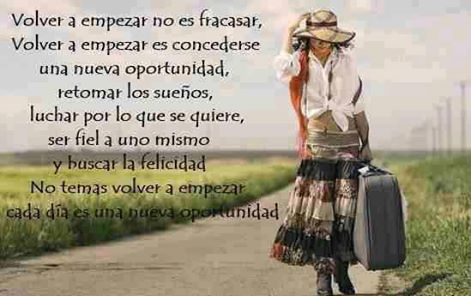 Volver a empezar no es fracasar,
Volver a empezar es concederse
una nueva oportunidad,
retomar los sueños,
luchar por lo que se quiere,
ser fiel a uno mismo
y buscar la felicidad
No temas volver a empezar
cada día es una nueva oportunidad